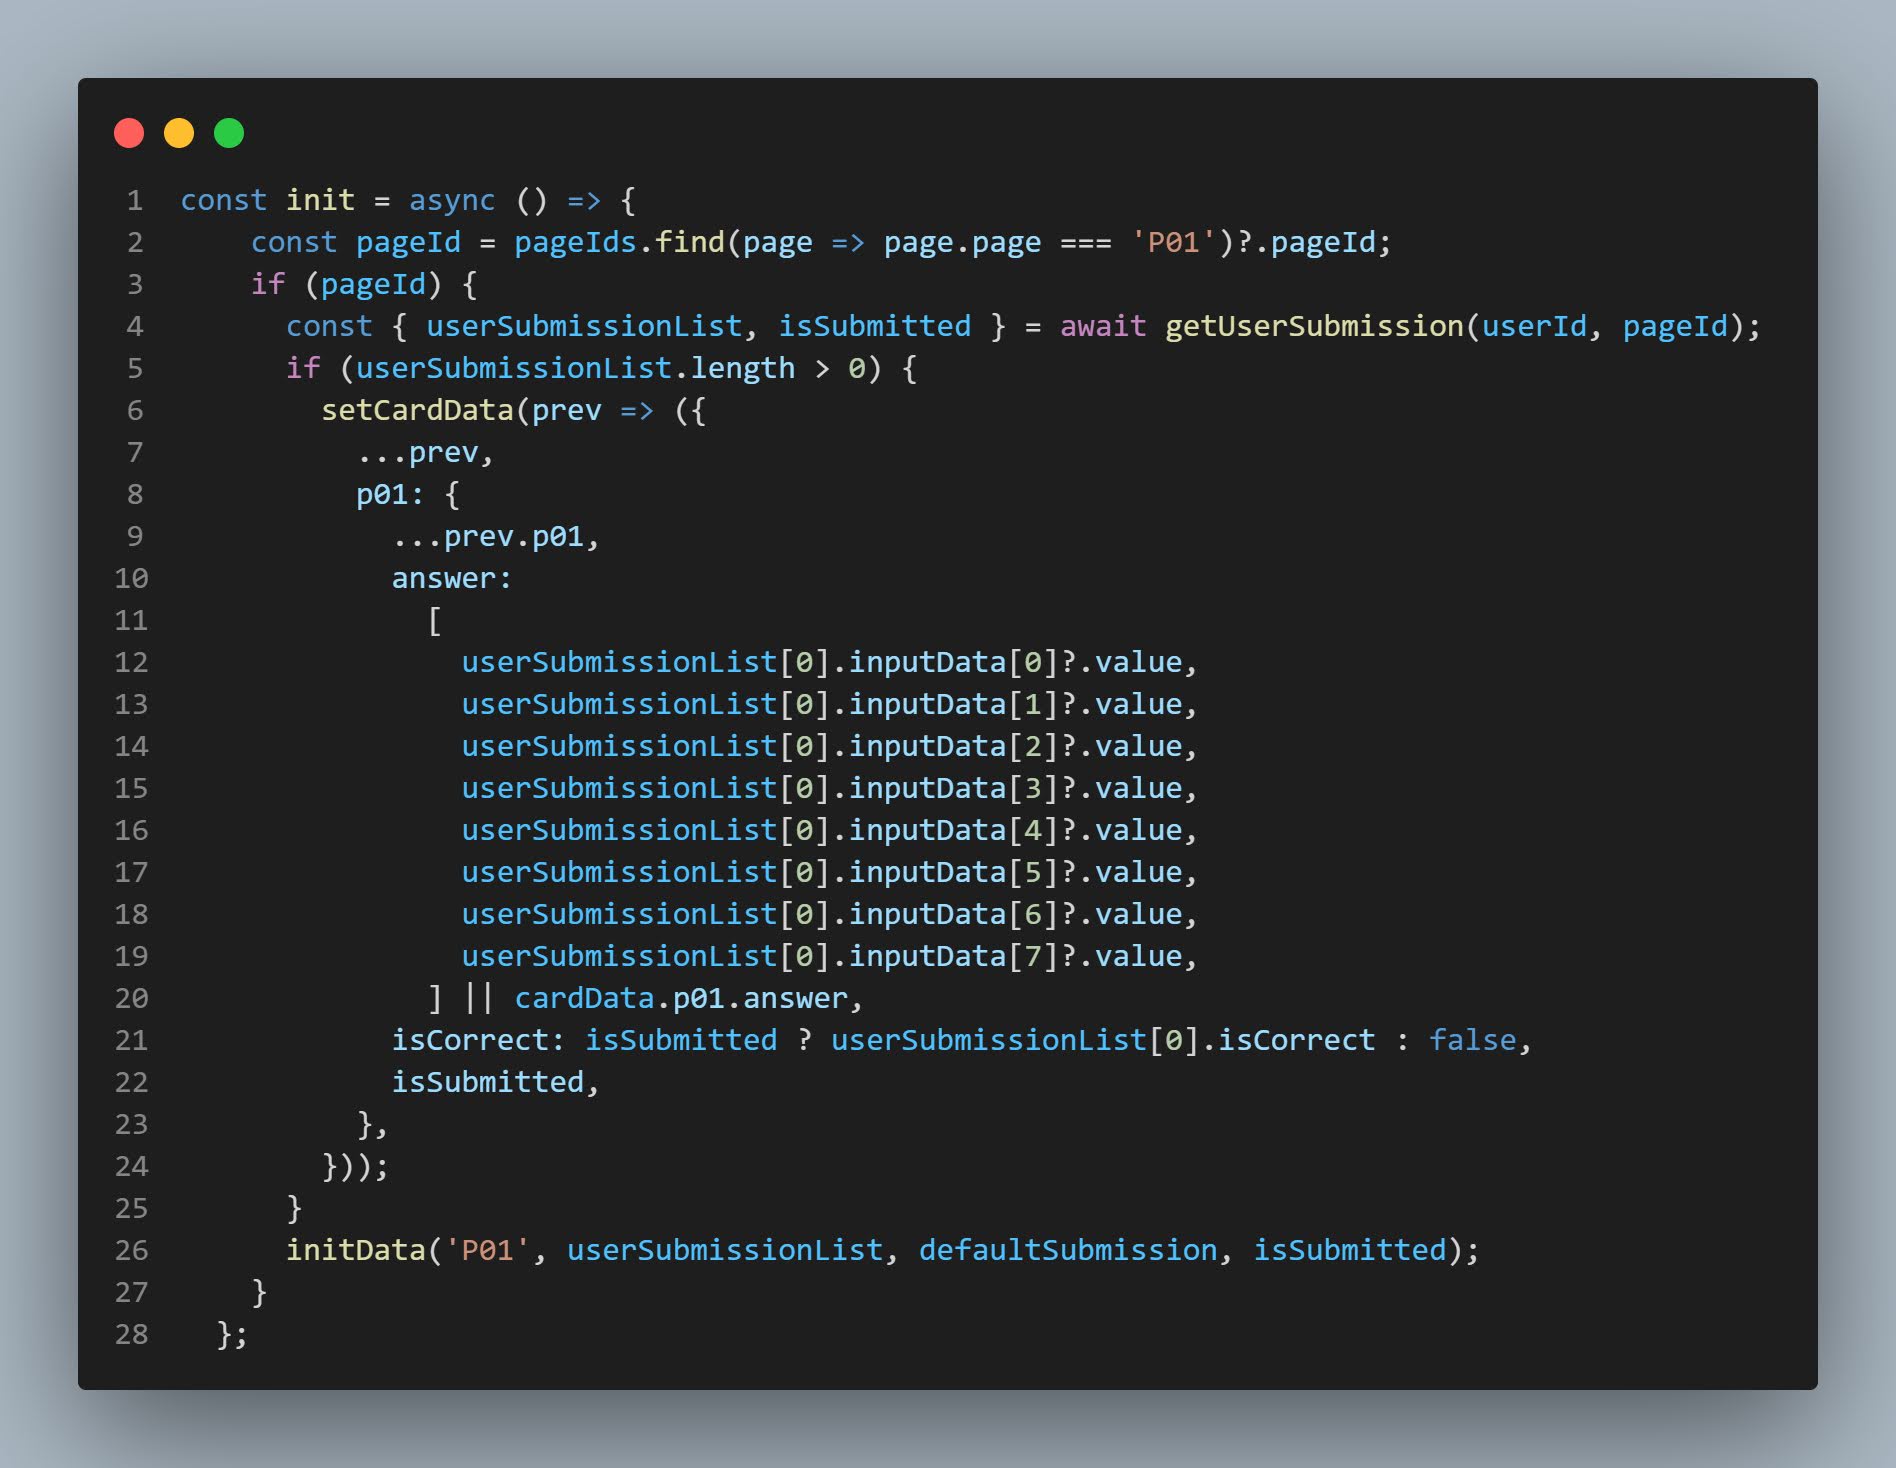 1 const init = async () => {
2 const pageId = pageIds.find(page => page.page === 'P01')?.pageId;
3 if (pageId) {
4 const { userSubmissionList, isSubmitted } = await getUserSubmission(userId, pageId);
5 if (userSubmissionList.length > 0) {
6 setCardData(prev => ({
7 ...prev,
8 p01: {
9 ...prev.p01,
10 answer:
11 [
12 userSubmissionList[0].inputData[0]?.value,
13 userSubmissionList[0].inputData[1]?.value,
14 userSubmissionList[0].inputData[2]?.value,
15 userSubmissionList[0].inputData[3]?.value,
16 userSubmissionList[0].inputData[4]?.value,
17 userSubmissionList[0].inputData[5]?.value,
18 userSubmissionList[0].inputData[6]?.value,
19 userSubmissionList[0].inputData[7]?.value,
20 ] || cardData.p01.answer,
21 isCorrect: isSubmitted ? userSubmissionList[0].isCorrect : false,
22 isSubmitted,
23 },
24 }));
25 }
26 initData('P01', userSubmissionList, defaultSubmission, isSubmitted);
27 }
28 };